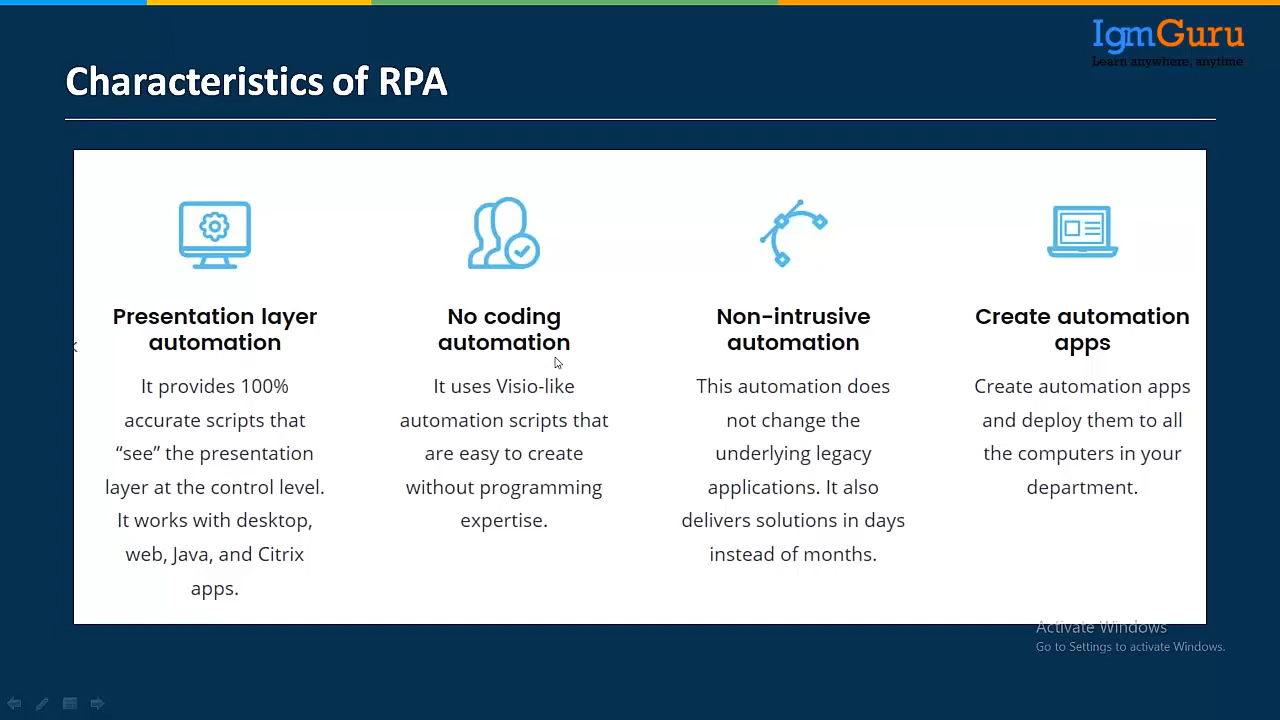 IgmGuru
Learn anywhere, anytime
Characteristics of RPA
Presentation layer
automation
It provides 100%
accurate scripts that
“see” the presentation
layer at the control level.
It works with desktop,
web, Java, and Citrix
apps.
No coding
automation
It uses Visio-like
automation scripts that
are easy to create
without programming
expertise.
Non-intrusive
automation
This automation does
not change the
underlying legacy
applications. It also
delivers solutions in days
instead of months.
Create automation
apps
Create automation apps
and deploy them to all
the computers in your
department.
Activate Windows
Go to Settings to activate Windows.